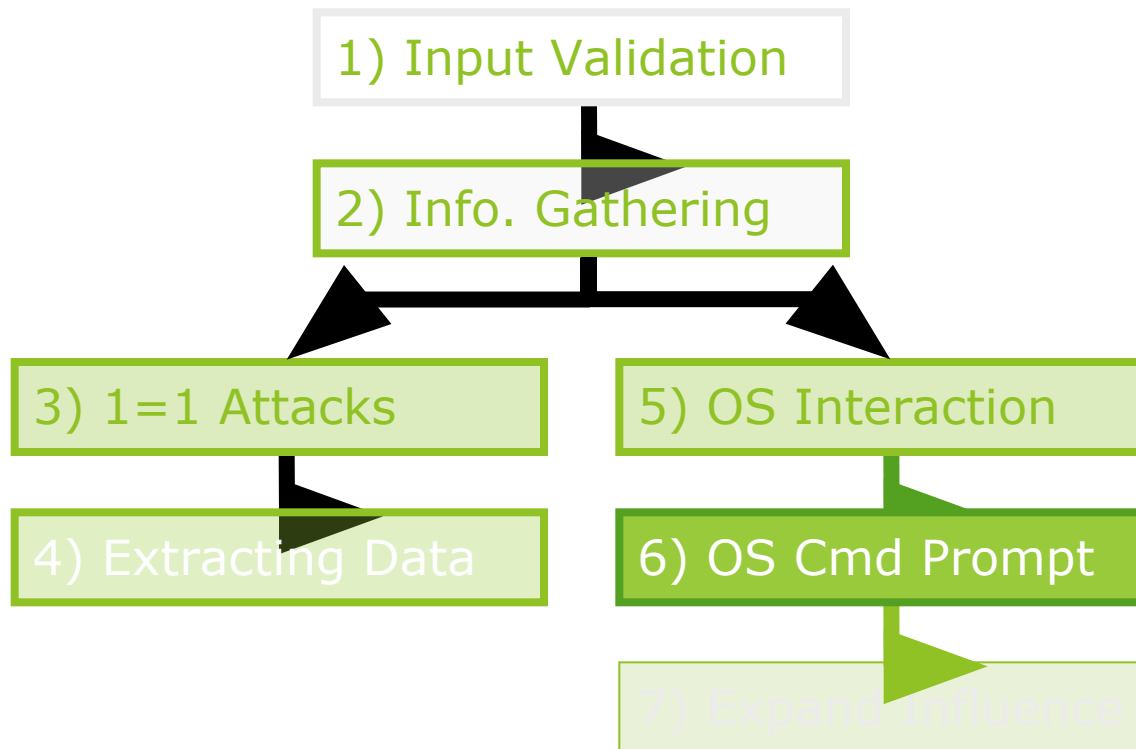 1) Input Validation
2) Info. Gathering
3) 1=1 Attacks
5) OS Interaction
4) Extracting Data
6) OS Cmd Prompt
7) Expand Influence